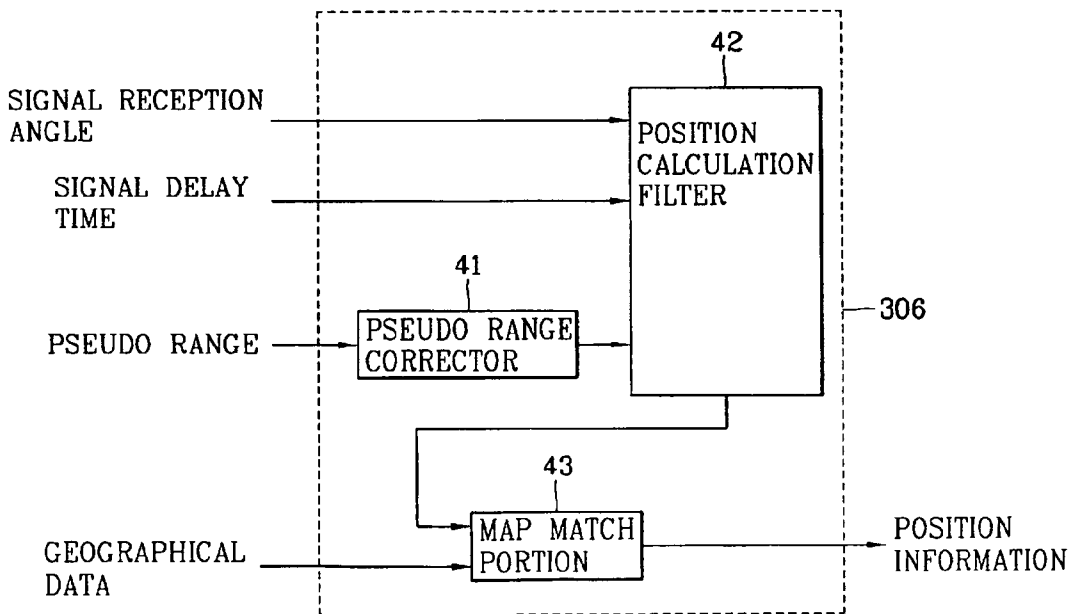 42
SIGNAL RECEPTION
ANGLE
POSITION
CALCULATION
FILTER
SIGNAL DELAY
TIME
41
306
PSEUDO RANGE
PSEUDO RANGE
CORRECTOR
43
GEOGRAPHICAL
DATA
MAP MATCH
PORTION
POSITION
INFORMATION